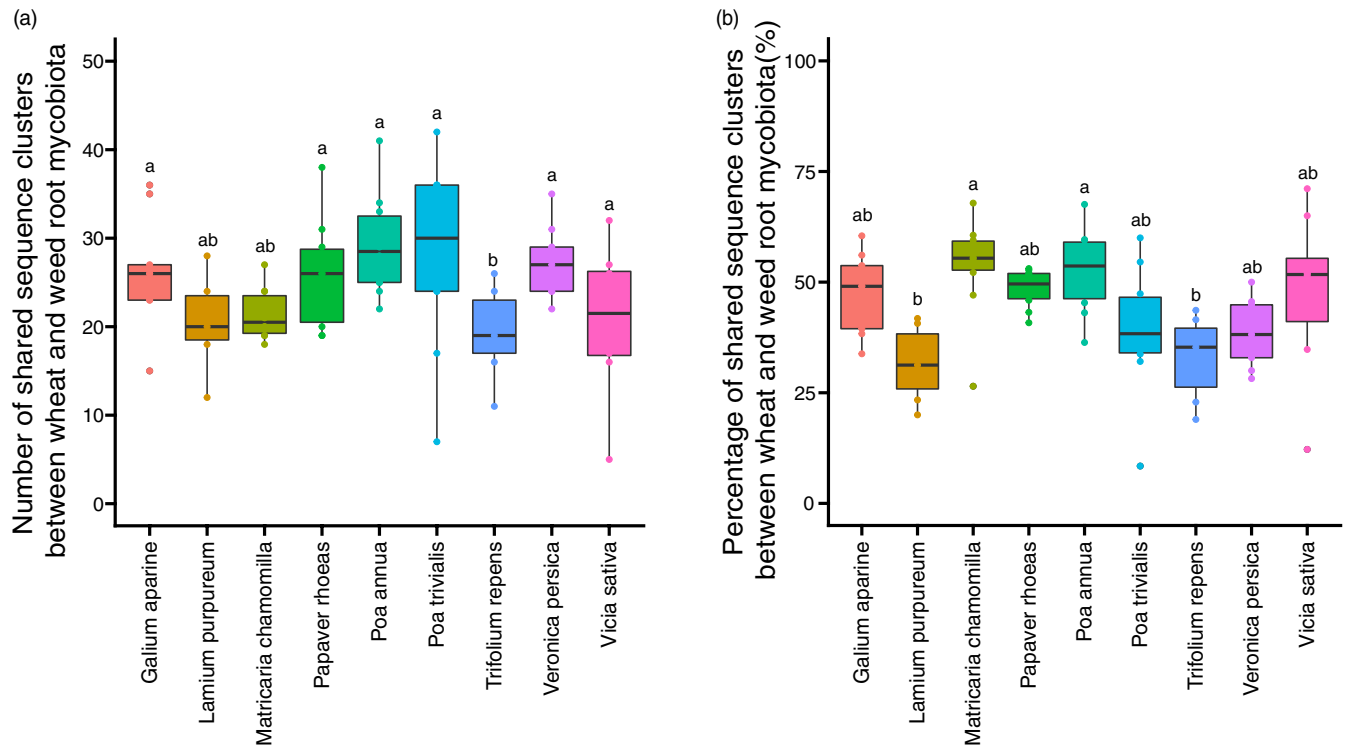 (a)
Number of shared sequence clusters
between wheat and weed root mycobiota
50
40
30
20
10
0
a
ab
ab
a
a
a
b
a
a
Galium aparine
Lamium purpureum
Matricaria chamomilla
Papaver rhoeas
Poa annua
Poa trivialis
Trifolium repens
Veronica persica
Vicia sativa
(b)
Percentage of shared sequence clusters
between wheat and weed root mycobiota(%)
100
75
50
25
0
ab
b
a
ab
a
ab
b
ab
ab
Galium aparine
Lamium purpureum
Matricaria chamomilla
Papaver rhoeas
Poa annua
Poa trivialis
Trifolium repens
Veronica persica
Vicia sativa